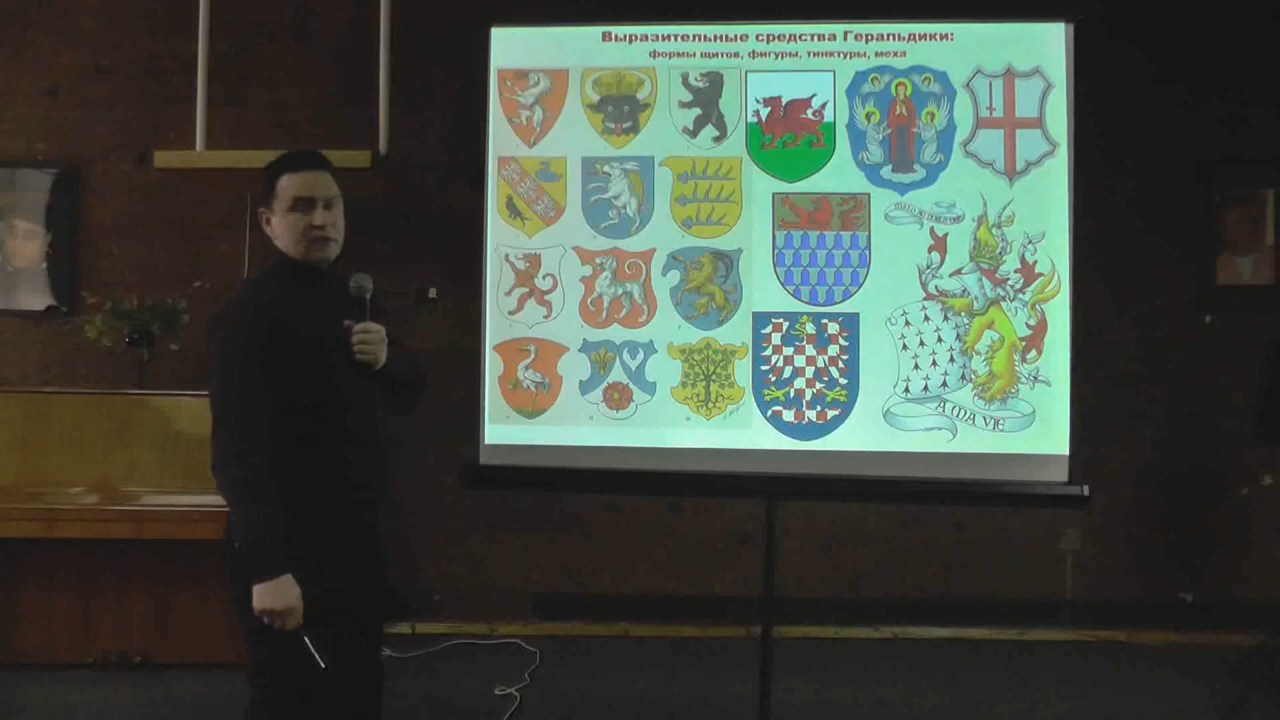 Выразительные средства Геральдики:
формы щитов, фигуры, тинктуры, меха
A MA VIE